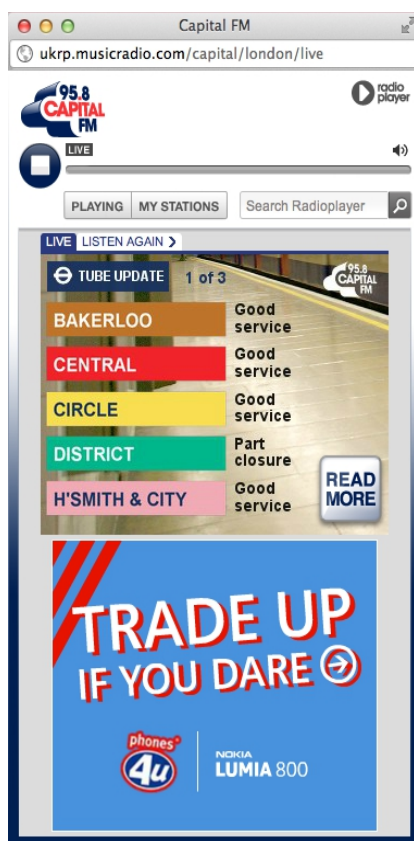 Capital FM
ukrp.musicradio.com/capital/london/live
95.8
CAPITAL
FM
radio
player
LIVE
PLAYING MY STATIONS Search Radioplayer
LIVE LISTEN AGAIN
TUBE UPDATE 1 of 3
95.8
CAPITAL
FM
BAKERLOO Good
service
CENTRAL Good
service
CIRCLE Good
service
DISTRICT Part
closure
H'SMITH & CITY Good
service
READ
MORE
TRADE UP
IF YOU DARE
phones
4u
NOKIA
LUMIA 800